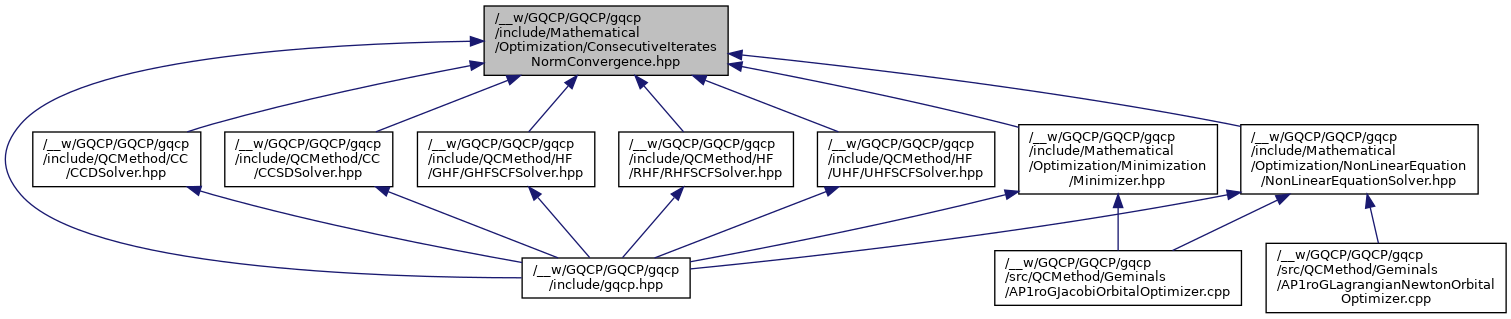 /__w/GQCP/GQCP/gqcp
/include/Mathematical
/Optimization/ConsecutiveIterates
NormConvergence.hpp
/__w/GQCP/GQCP/gqcp
/include/QCMethod/CC
/CCDSolver.hpp
/__w/GQCP/GQCP/gqcp
/include/QCMethod/CC
/CCSDSolver.hpp
/__w/GQCP/GQCP/gqcp
/include/QCMethod/HF
/GHF/GHFSCFSolver.hpp
/__w/GQCP/GQCP/gqcp
/include/QCMethod/HF
/RHF/RHFSCFSolver.hpp
/__w/GQCP/GQCP/gqcp
/include/QCMethod/HF
/UHF/UHFSCFSolver.hpp
/__w/GQCP/GQCP/gqcp
/include/Mathematical
/Optimization/Minimization
/Minimizer.hpp
/__w/GQCP/GQCP/gqcp
/include/Mathematical
/Optimization/NonLinearEquation
/NonLinearEquationSolver.hpp
/__w/GQCP/GQCP/gqcp
/include/gqcp.hpp
/__w/GQCP/GQCP/gqcp
/src/QCMethod/Geminals
/AP1roGJacobiOrbitalOptimizer.cpp
/__w/GQCP/GQCP/gqcp
/src/QCMethod/Geminals
/AP1roGLagrangianNewtonOrbital
Optimizer.cpp